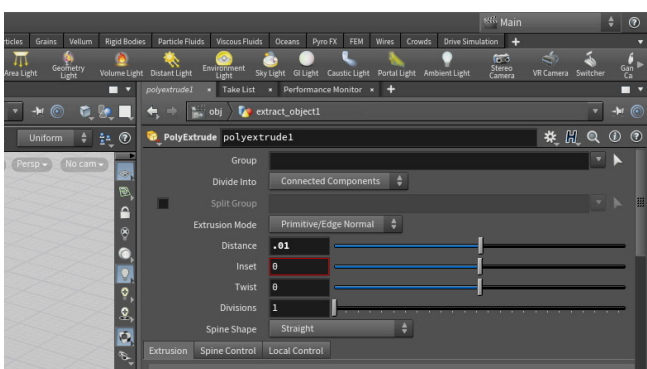 Main
ticles Grains Vellum Rigid Bodies Particle Fluids Viscous Fluids Oceans Pyro FX FEM Wires Crowds Drive Simulation +
Area Light Geometry Light Volume Light Distant Light Environment Light Sky Light GI Light Caustic Light Portal Light Ambient Light Stereo Camera VR Camera Switcher Gan Ca
polyextrude1 × Take List × Performance Monitor × +
obj extract_object1
Uniform PolyExtrude polyextrude1
Persp No cam
Group
Divide Into Connected Components
Split Group
Extrusion Mode Primitive/Edge Normal
Distance .01
Inset 0
Twist 0
Divisions 1
Spine Shape Straight
Extrusion Spine Control Local Control